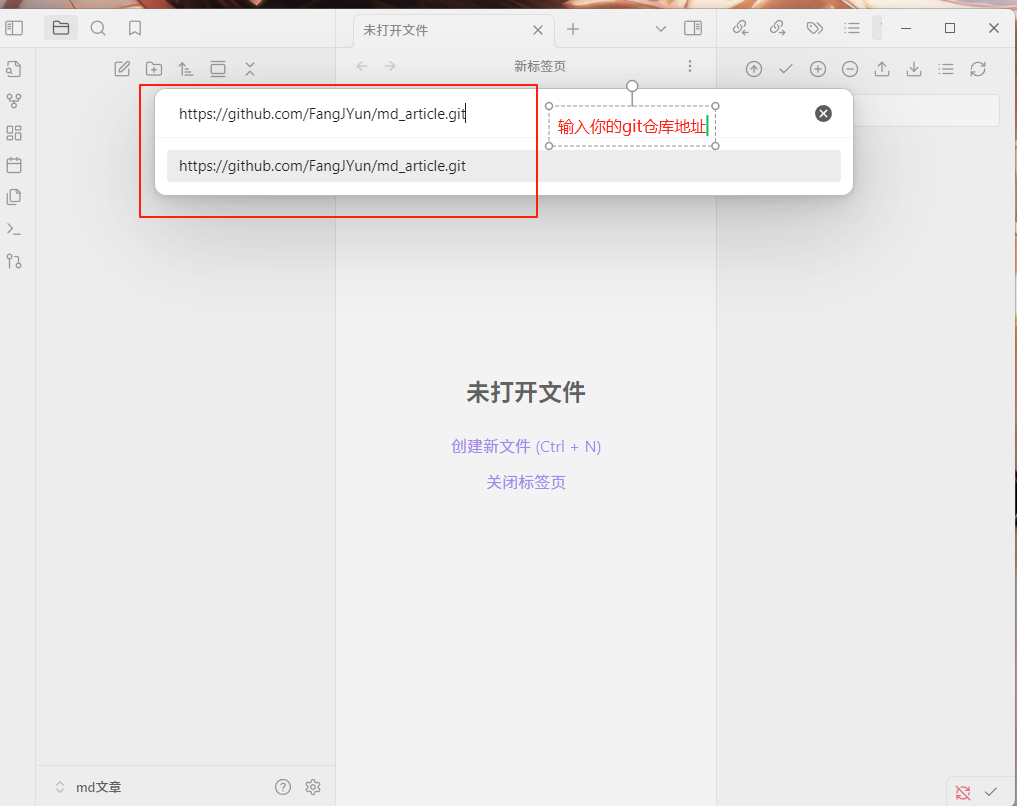 未打开文件
新标签页
https://github.com/FangJYun/md_article.git
输入你的git仓库地址
https://github.com/FangJYun/md_article.git
未打开文件
创建新文件 (Ctrl + N)
关闭标签页
md文章